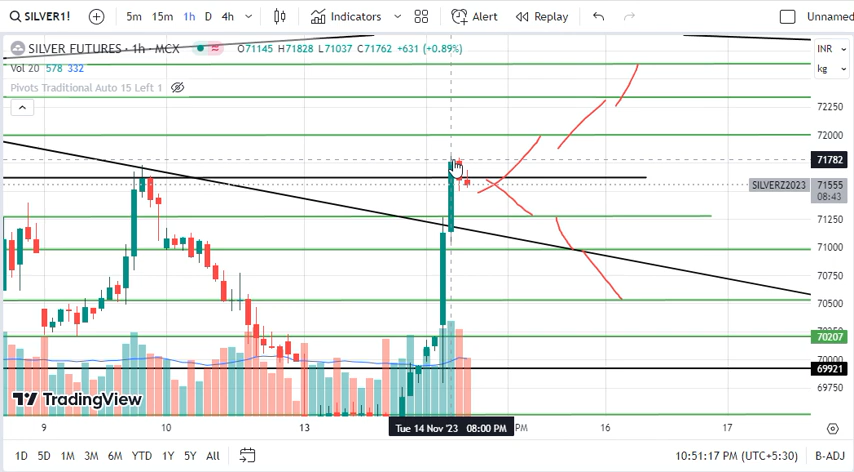 SILVER1! 5m 15m 1h D 4h Indicators Alert Replay Unnamed
SILVER FUTURES · 1h · MCX O71145 H71828 L71037 C71762 +631 (+0.89%) INR
Vol 20 578 332 kg
Pivots Traditional Auto 15 Left 1
72250
72000
71782
SILVERZ2023 71555
08:43
71250
71000
70750
70500
70207
70000
69921
69750
TradingView
9 10 13 Tue 14 Nov '23 08:00 PM PM 16 17
1D 5D 1M 3M 6M YTD 1Y 5Y All 10:51:17 PM (UTC+5:30) B-ADJ